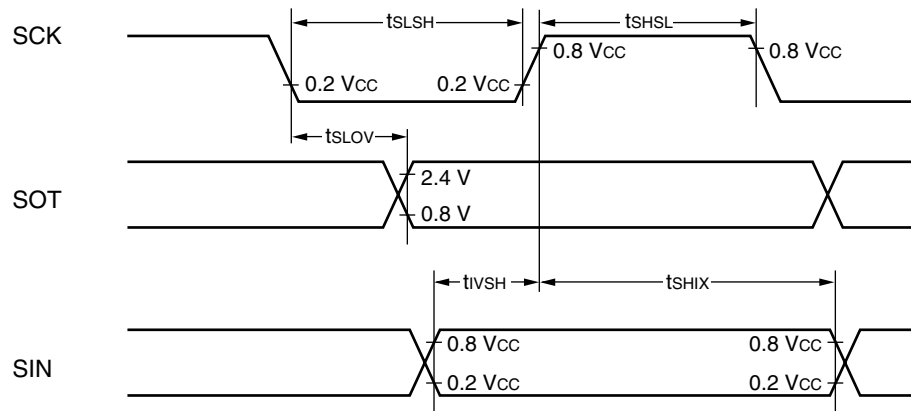 tSLSH tSHSL
SCK
0.8 VCC 0.8 VCC
0.2 VCC 0.2 VCC
tSLOV
2.4 V
SOT
0.8 V
tIVSH tSHIX
0.8 VCC 0.8 VCC
SIN
0.2 VCC 0.2 VCC